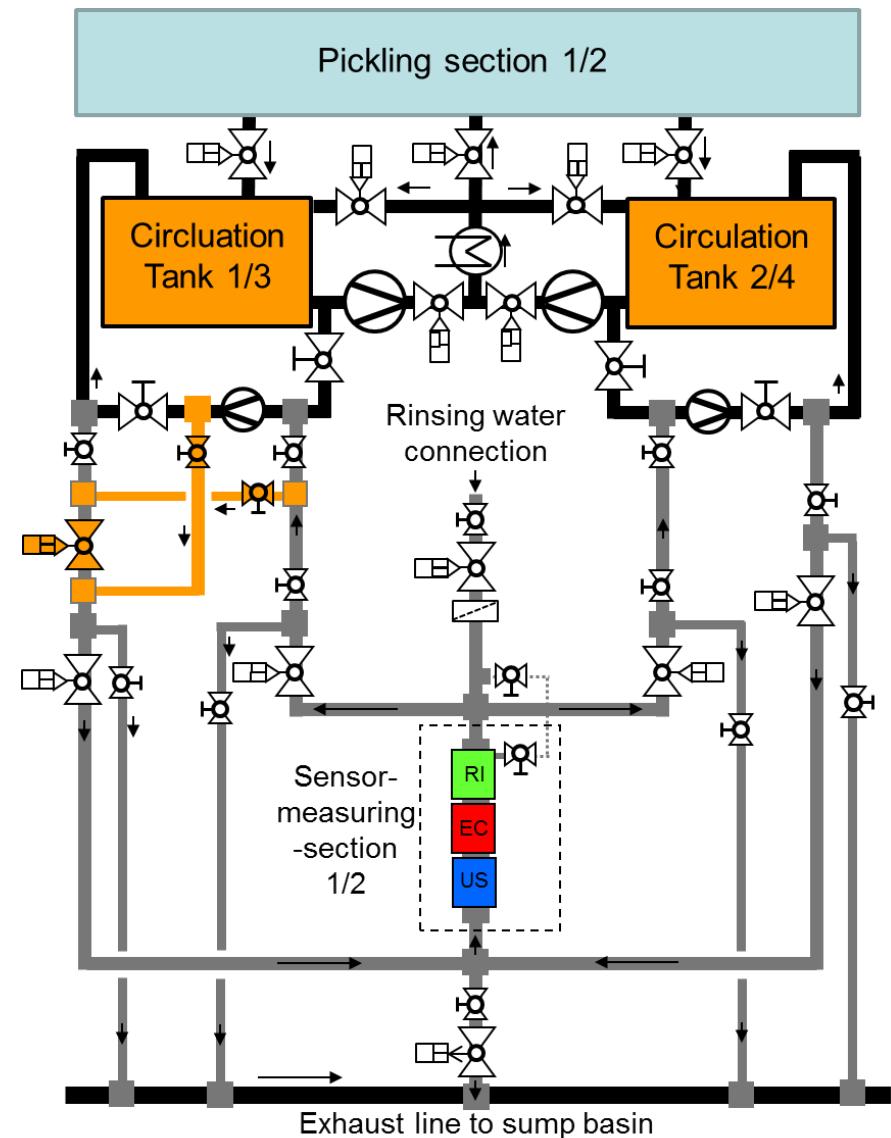 Pickling section 1/2
Circluation
Tank 1/3
Circulation
Tank 2/4
Rinsing water
connection
Sensor-
measuring
-section
1/2
RI
EC
US
Exhaust line to sump basin